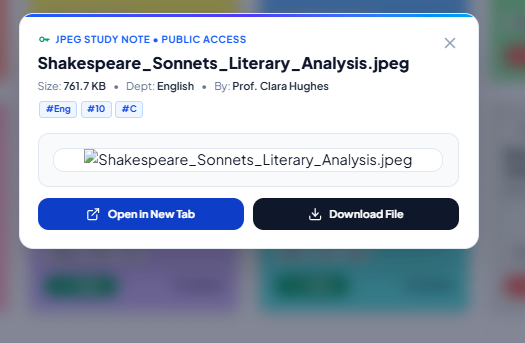 JPEG STUDY NOTE • PUBLIC ACCESS
Shakespeare_Sonnets_Literary_Analysis.jpeg
Size: 761.7 KB • Dept: English • By: Prof. Clara Hughes
#Eng #10 #C
Shakespeare_Sonnets_Literary_Analysis.jpeg
Open in New Tab Download File